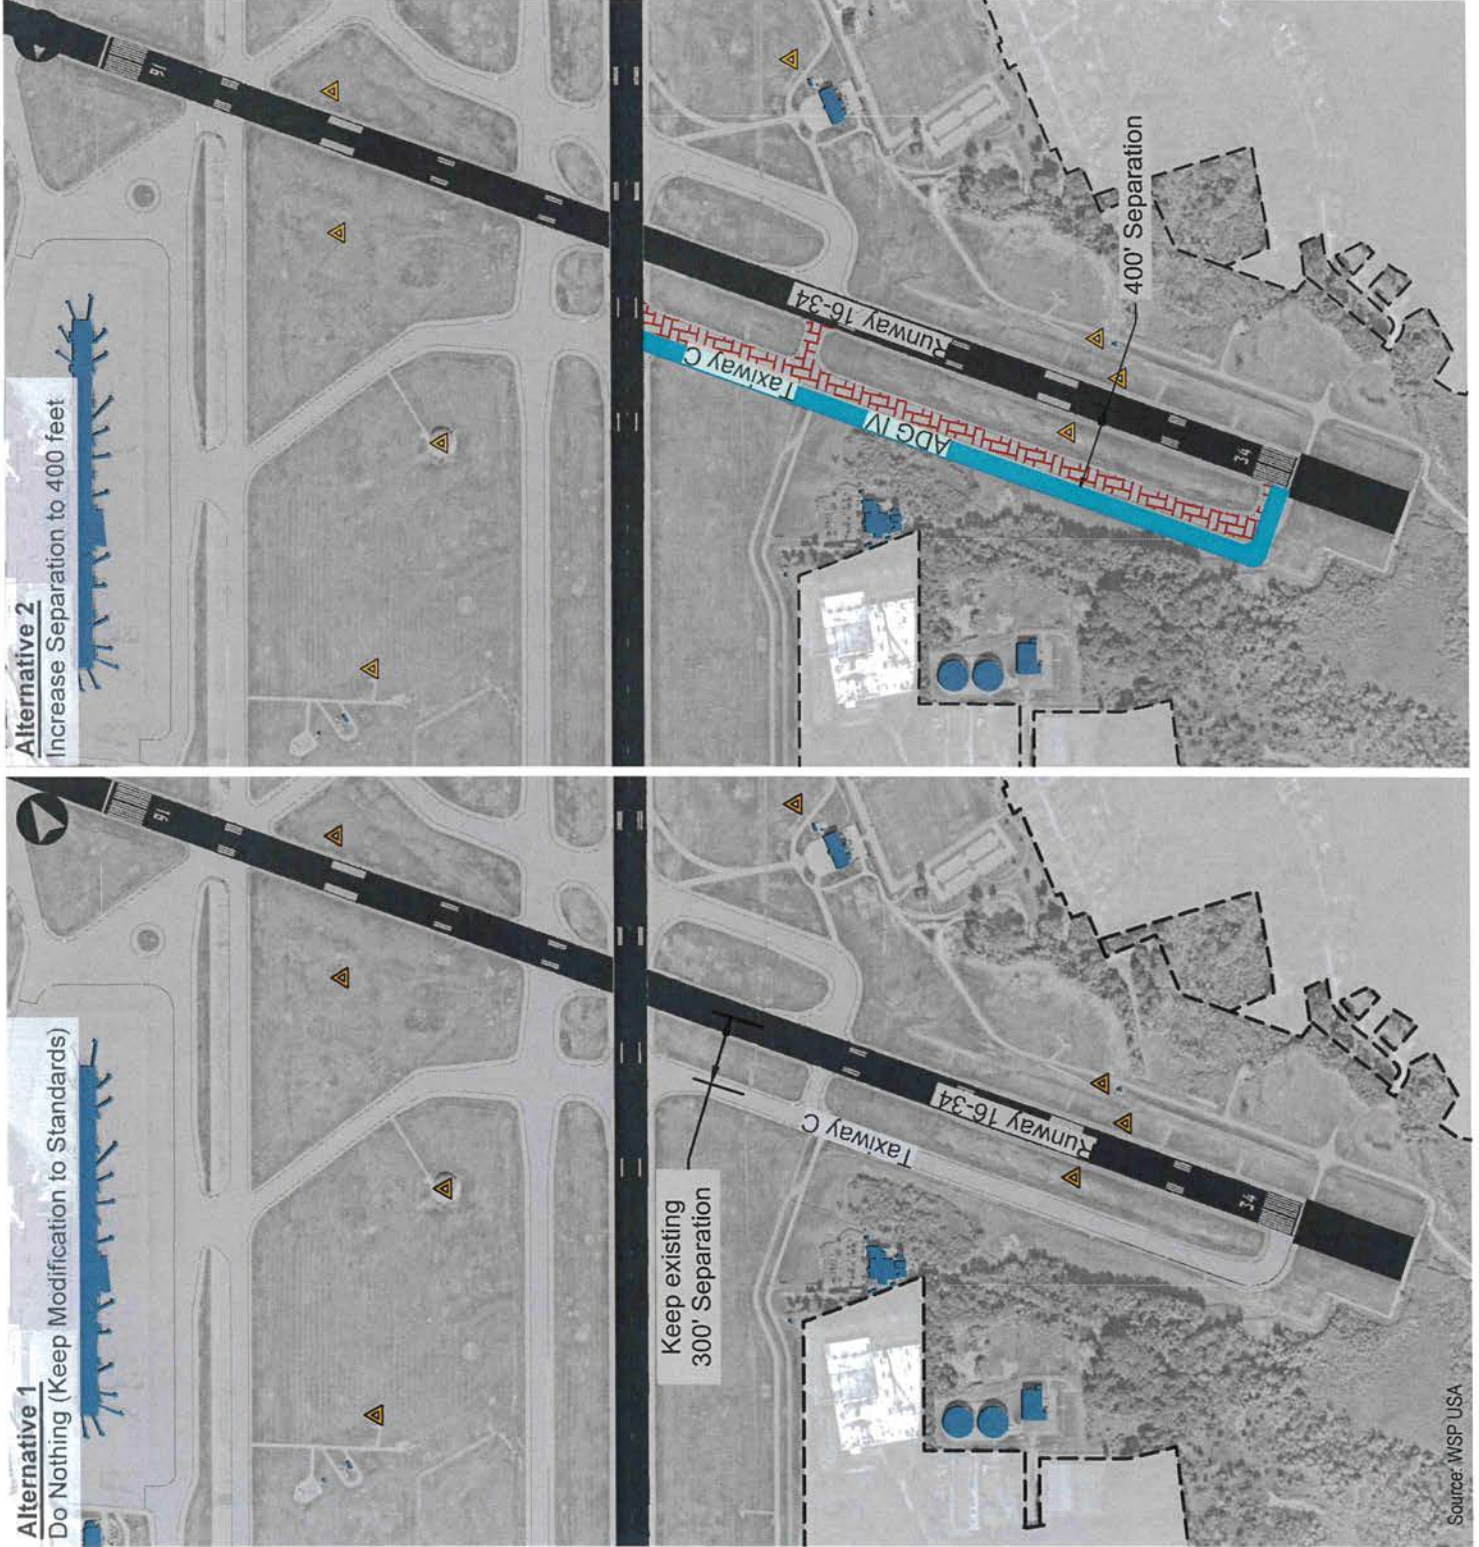 Alternative 1
Do Nothing (Keep Modification to Standards)
16
Keep existing
300' Separation
Taxiway C
Runway 16-34
34
Source: WSP USA
Alternative 2
Increase Separation to 400 feet
16
Taxiway C
ADG IV
Runway 16-34
34
400' Separation